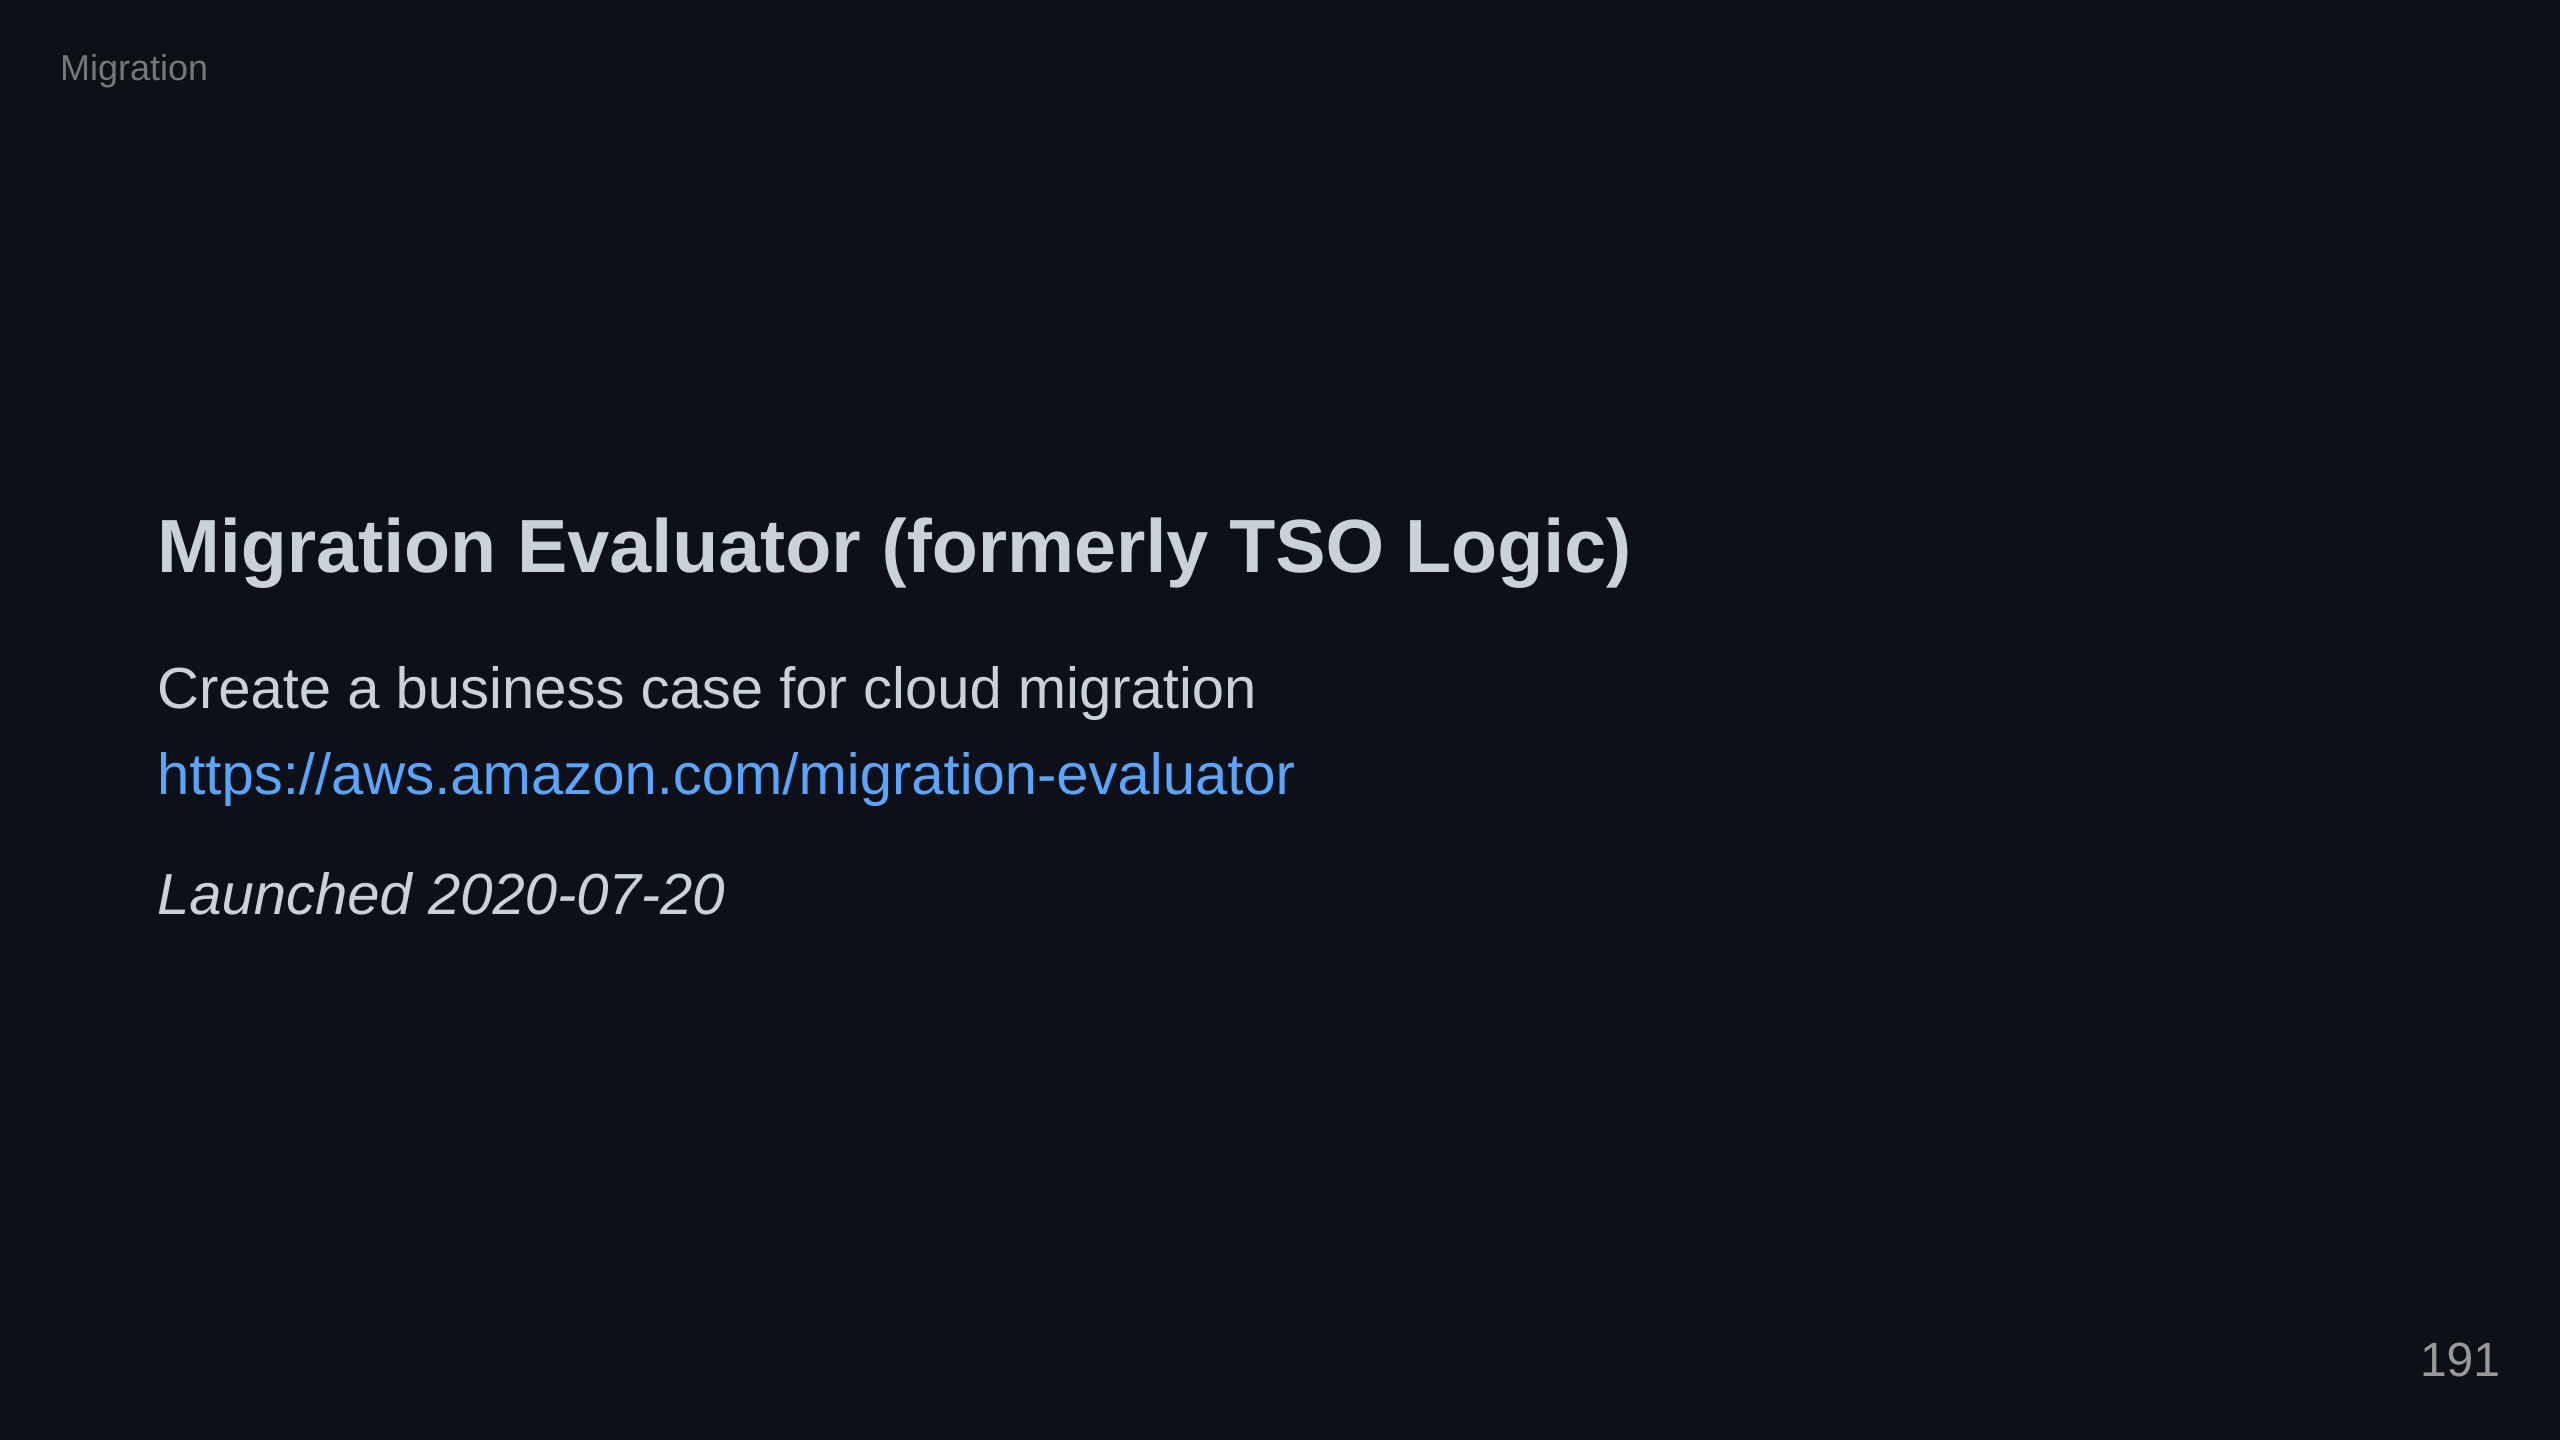 Migration
Migration Evaluator (formerly TSO Logic)
Create a business case for cloud migration
https://aws.amazon.com/migration-evaluator
Launched 2020-07-20
191